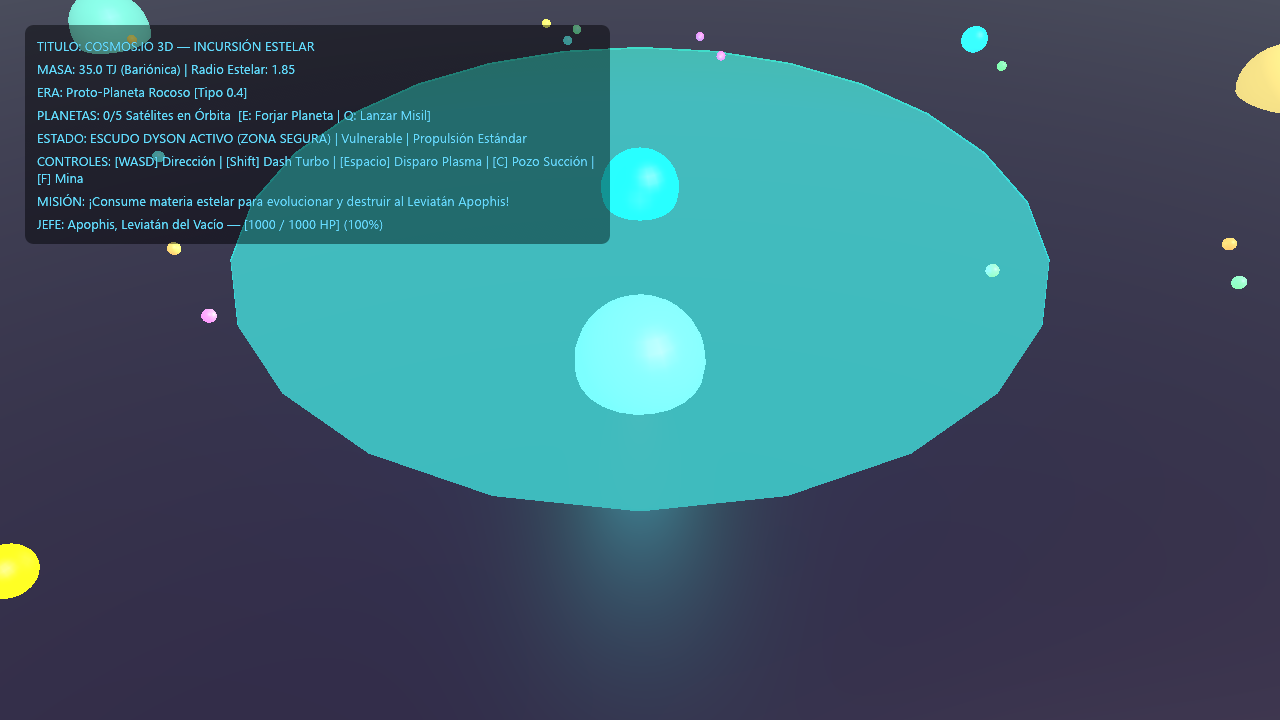 TITULO: COSMOS.IO 3D — INCURSIÓN ESTELAR
MASA: 35.0 TJ (Bariónica) | Radio Estelar: 1.85
ERA: Proto-Planeta Rocoso [Tipo 0.4]
PLANETAS: 0/5 Satélites en Órbita  [E: Forjar Planeta | Q: Lanzar Misil]
ESTADO: ESCUDO DYSON ACTIVO (ZONA SEGURA) | Vulnerable | Propulsión Estándar
CONTROLES: [WASD] Dirección | [Shift] Dash Turbo | [Espacio] Disparo Plasma | [C] Pozo Succión |
[F] Mina
MISIÓN: ¡Consume materia estelar para evolucionar y destruir al Leviatán Apophis!
JEFE: Apophis, Leviatán del Vacío — [1000 / 1000 HP] (100%)